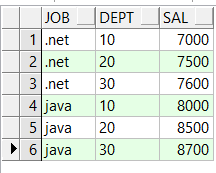 JOB DEPT SAL
1 .net 10 7000
2 .net 20 7500
3 .net 30 7600
4 java 10 8000
5 java 20 8500
6 java 30 8700